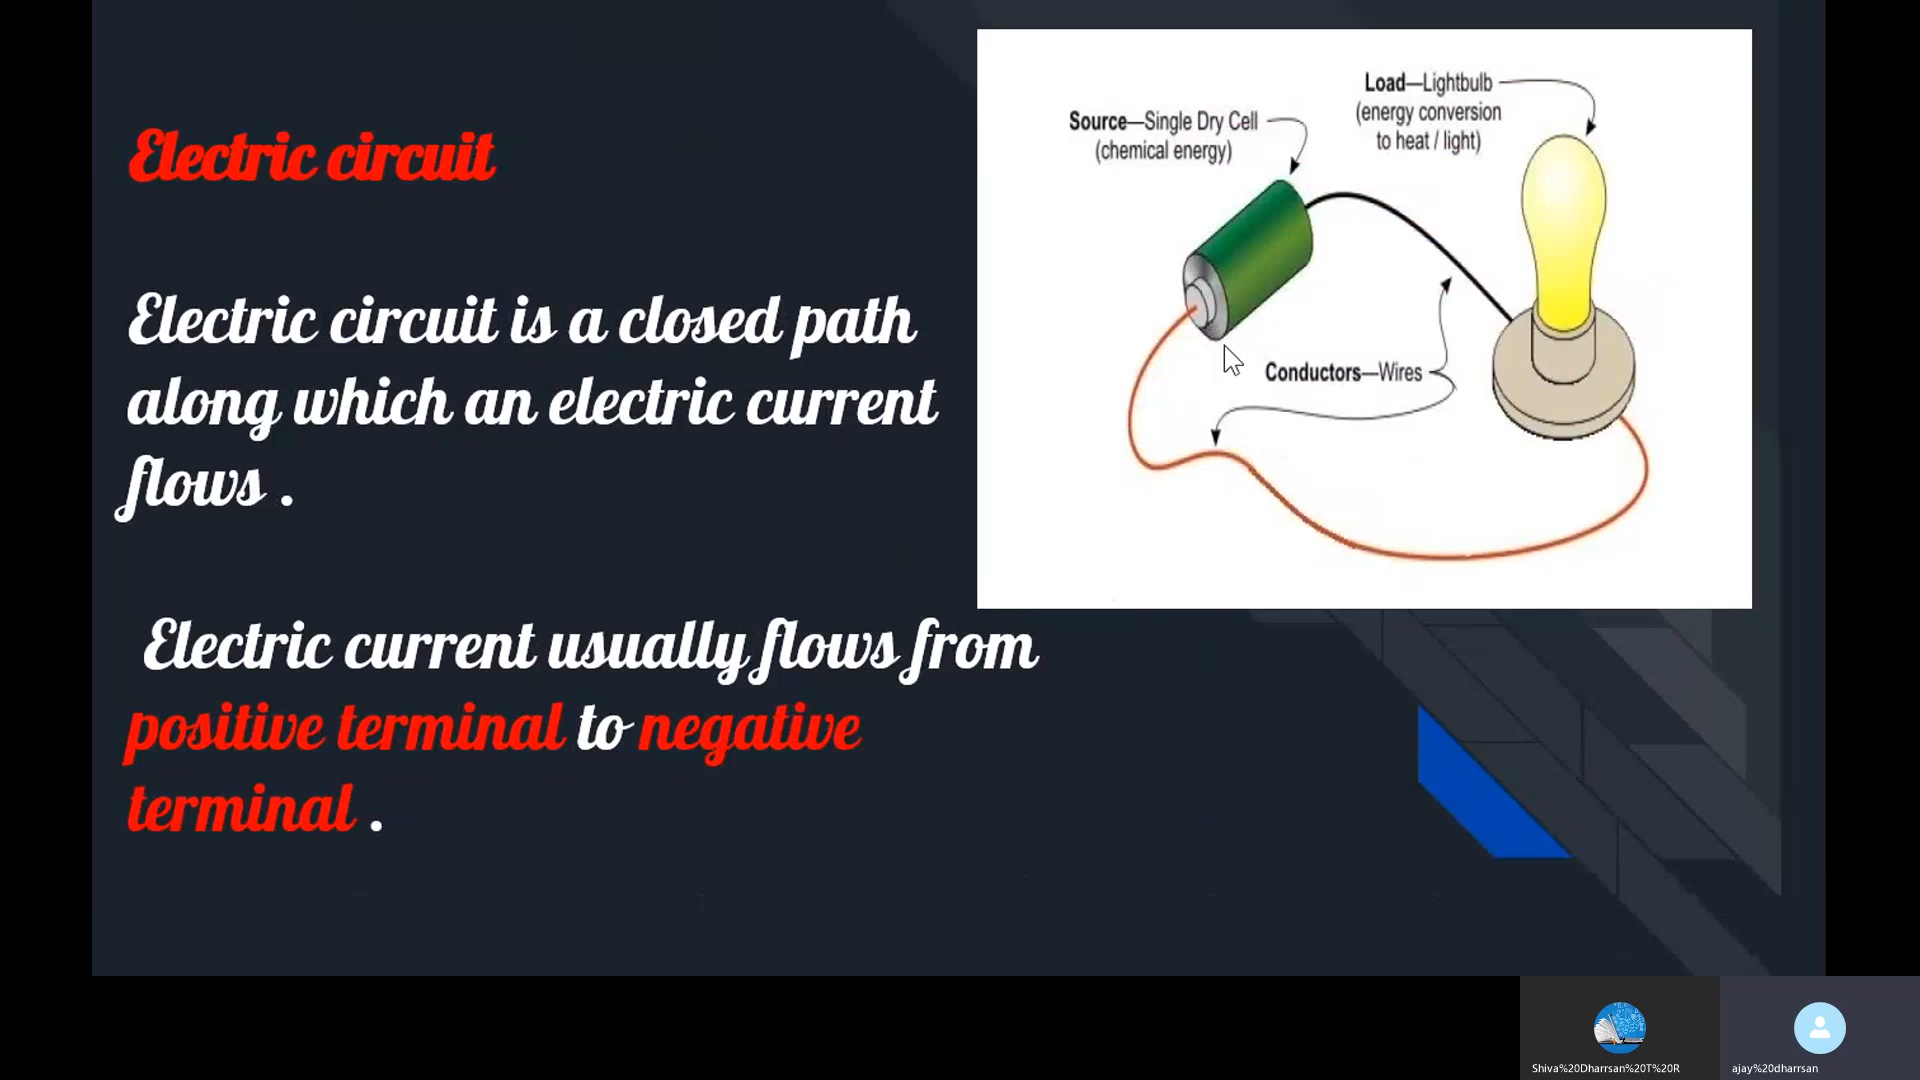 Electric circuit
Electric circuit is a closed path
along which an electric current
flows .
Electric current usually flows from
positive terminal to negative
terminal .
Source—Single Dry Cell
(chemical energy)
Load—Lightbulb
(energy conversion
to heat / light)
Conductors—Wires
Shiva%20Dharrsan%20T%20R
ajay%20dharrsan